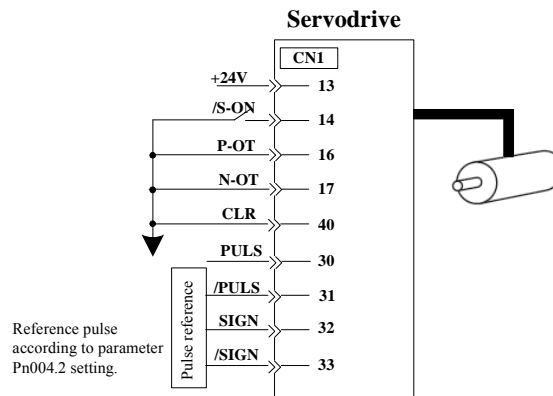 Servodrive
CN1
+24V 13
/S-ON 14
P-OT 16
N-OT 17
CLR 40
PULS 30
/PULS 31
SIGN 32
/SIGN 33
Pulse reference
Reference pulse
according to parameter
Pn004.2 setting.